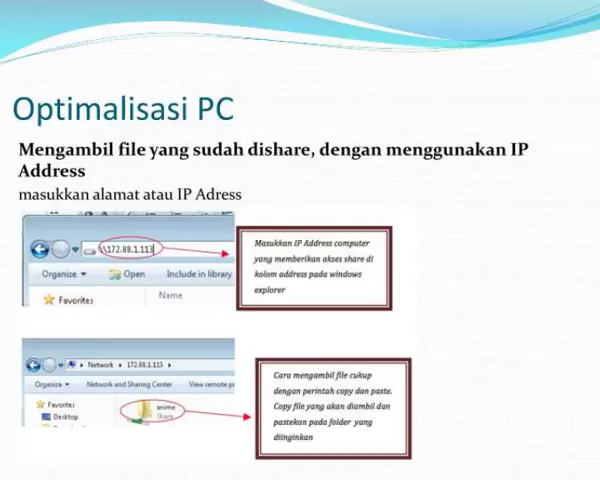 Optimalisasi PC
Mengambil file yang sudah dishare, dengan menggunakan IP
Address
masukkan alamat atau IP Adress
\\172.88.1.113
Organize
Open
Include in library
Favorites
Name
Masukkan IP Address computer
yang memberikan akses share di
kolom address pada windows
explorer
Network 172.88.1.113
Organize
Network and Sharing Center
View remote p
Favorites
Desktop
anime
Share
Cara mengambil file cukup
dengan perintah copy dan paste.
Copy file yang akan diambil dan
pastekan pada folder yang
diinginkan